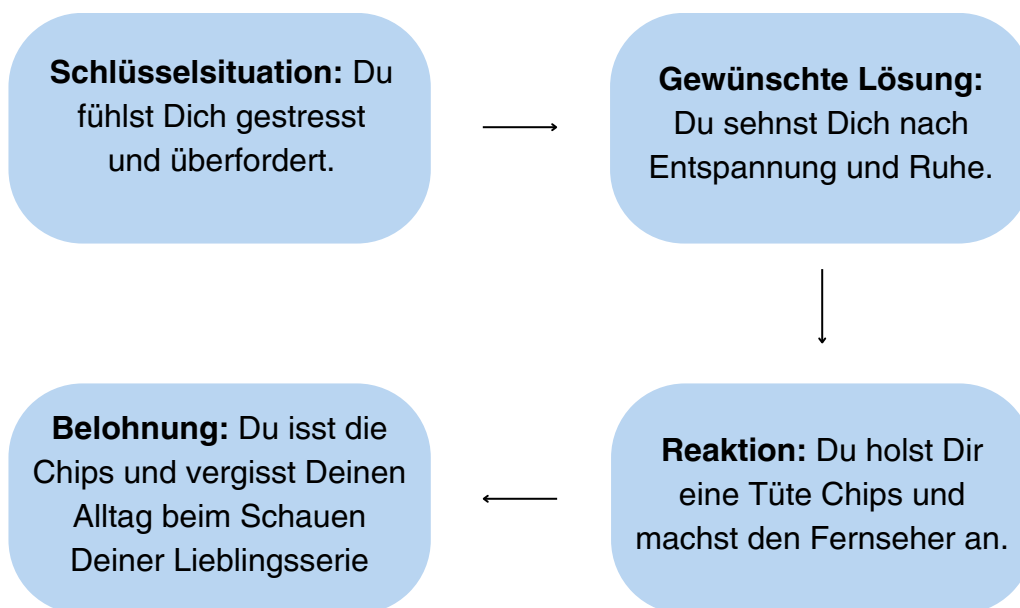 Schlüsselsituation: Du
fühlst Dich gestresst
und überfordert.
Gewünschte Lösung:
Du sehnst Dich nach
Entspannung und Ruhe.
Belohnung: Du isst die
Chips und vergisst Deinen
Alltag beim Schauen
Deiner Lieblingsserie
Reaktion: Du holst Dir
eine Tüte Chips und
machst den Fernseher an.